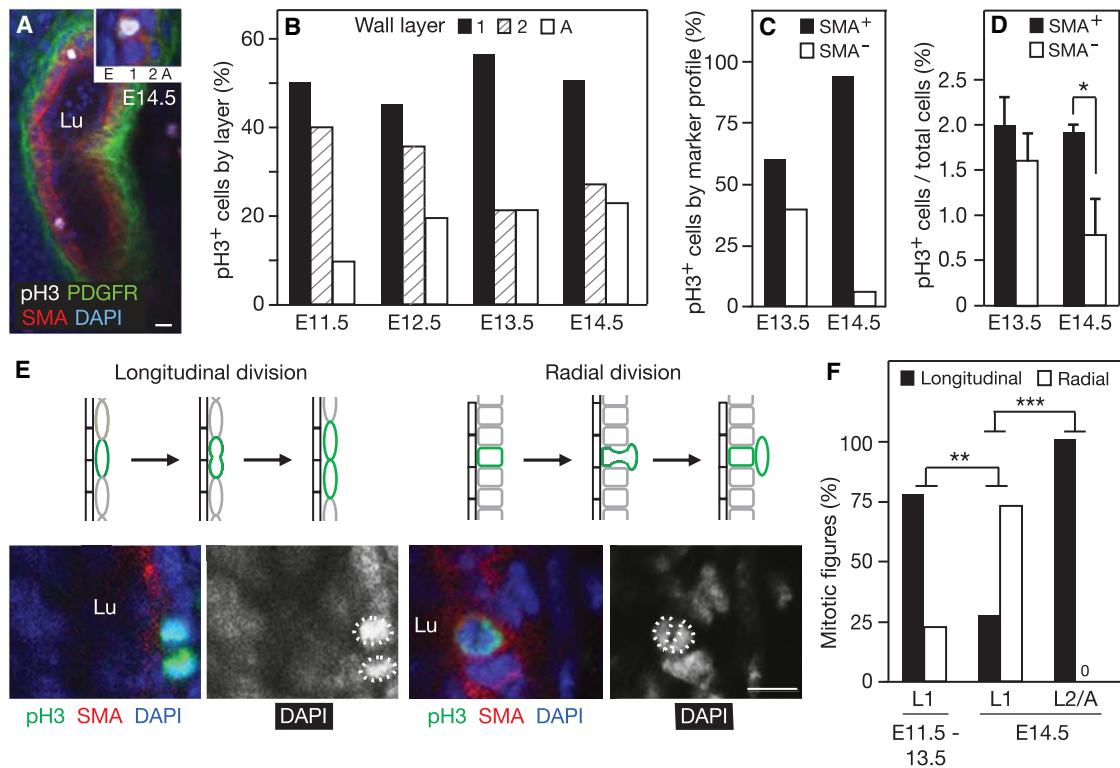 A
E 1 2 A
E14.5
Lu
pH3 PDGFR
SMA DAPI
B
Wall layer
1 2 A
pH3+ cells by layer (%)
60
40
20
0
E11.5 E12.5 E13.5 E14.5
C
SMA+
SMA−
pH3+ cells by marker profile (%)
100
75
50
25
0
E13.5 E14.5
D
SMA+
SMA−
pH3+ cells / total cells (%)
2.5
2.0
1.5
1.0
0.5
0
*
E13.5 E14.5
E
Longitudinal division
Radial division
Lu
Lu
pH3 SMA DAPI
DAPI
pH3 SMA DAPI
DAPI
F
Longitudinal Radial
Mitotic figures (%)
100
75
50
25
0
**
***
0
L1 L1 L2/A
E11.5 -
13.5
E14.5